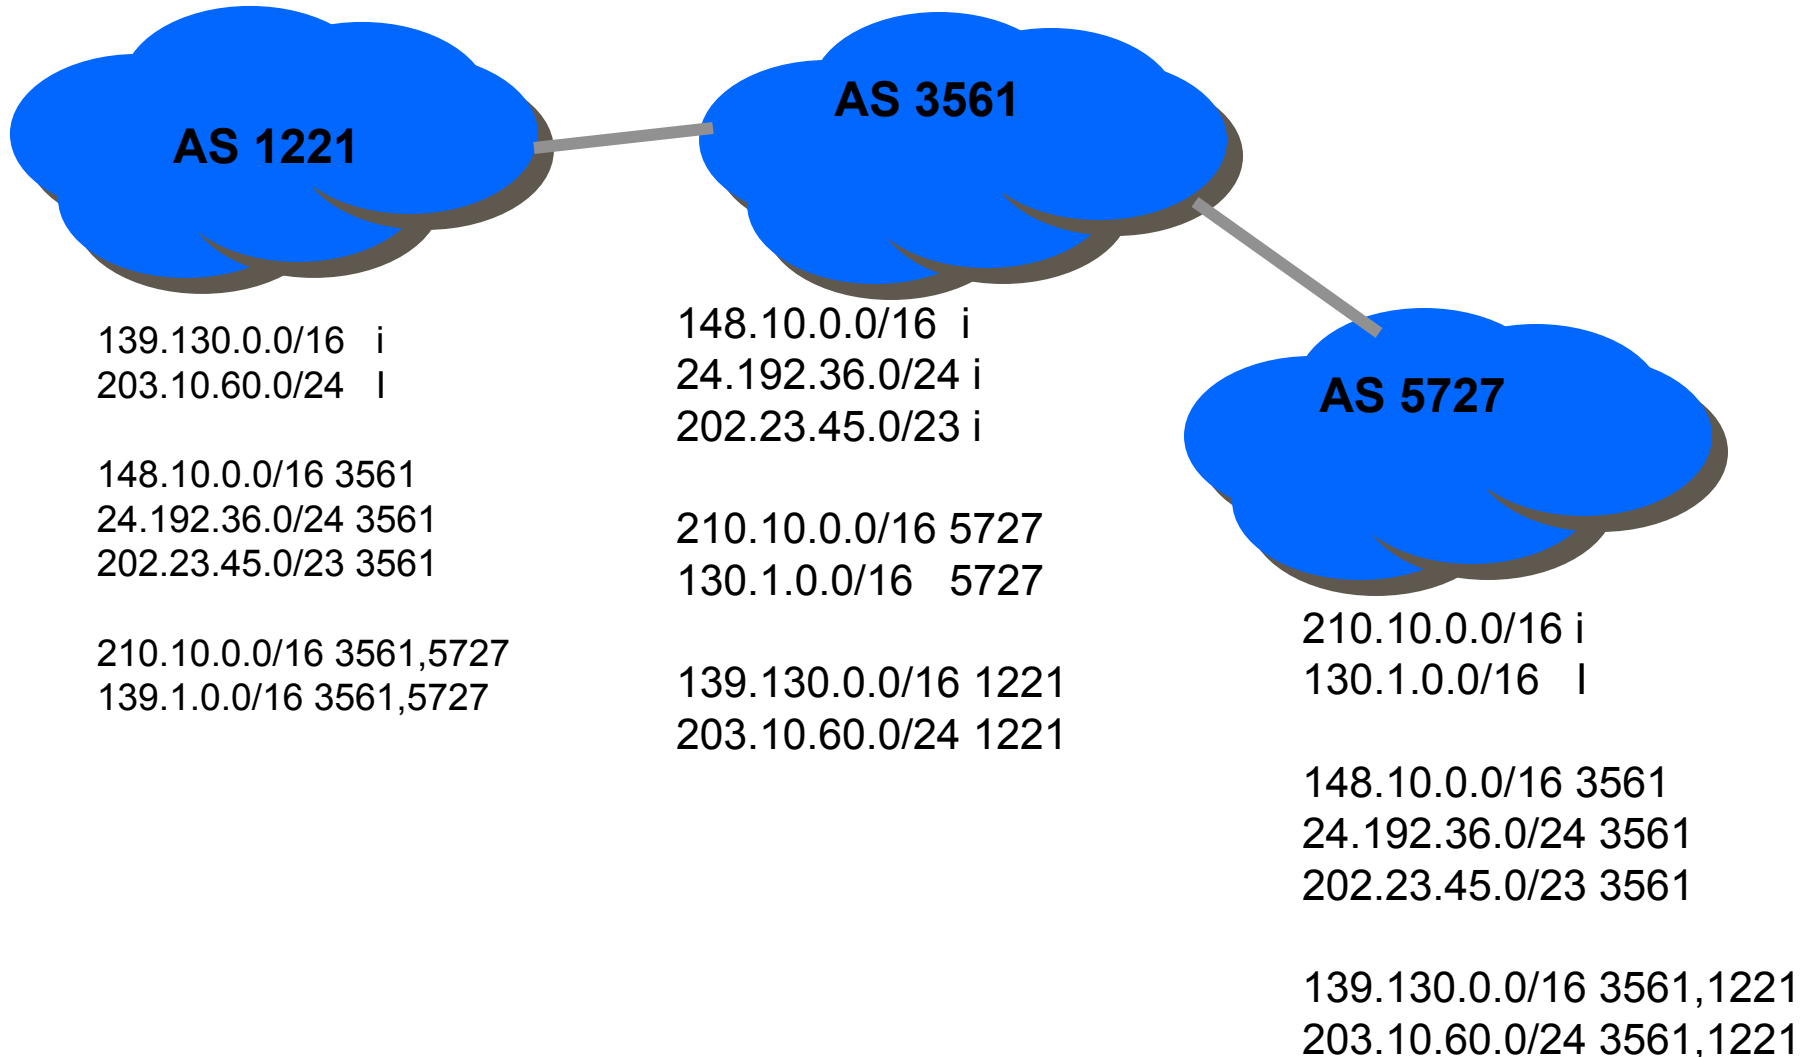 AS 1221
AS 3561
AS 5727
139.130.0.0/16 i
203.10.60.0/24 I
148.10.0.0/16 3561
24.192.36.0/24 3561
202.23.45.0/23 3561
210.10.0.0/16 3561,5727
139.1.0.0/16 3561,5727
148.10.0.0/16 i
24.192.36.0/24 i
202.23.45.0/23 i
210.10.0.0/16 5727
130.1.0.0/16 5727
139.130.0.0/16 1221
203.10.60.0/24 1221
210.10.0.0/16 i
130.1.0.0/16 I
148.10.0.0/16 3561
24.192.36.0/24 3561
202.23.45.0/23 3561
139.130.0.0/16 3561,1221
203.10.60.0/24 3561,1221